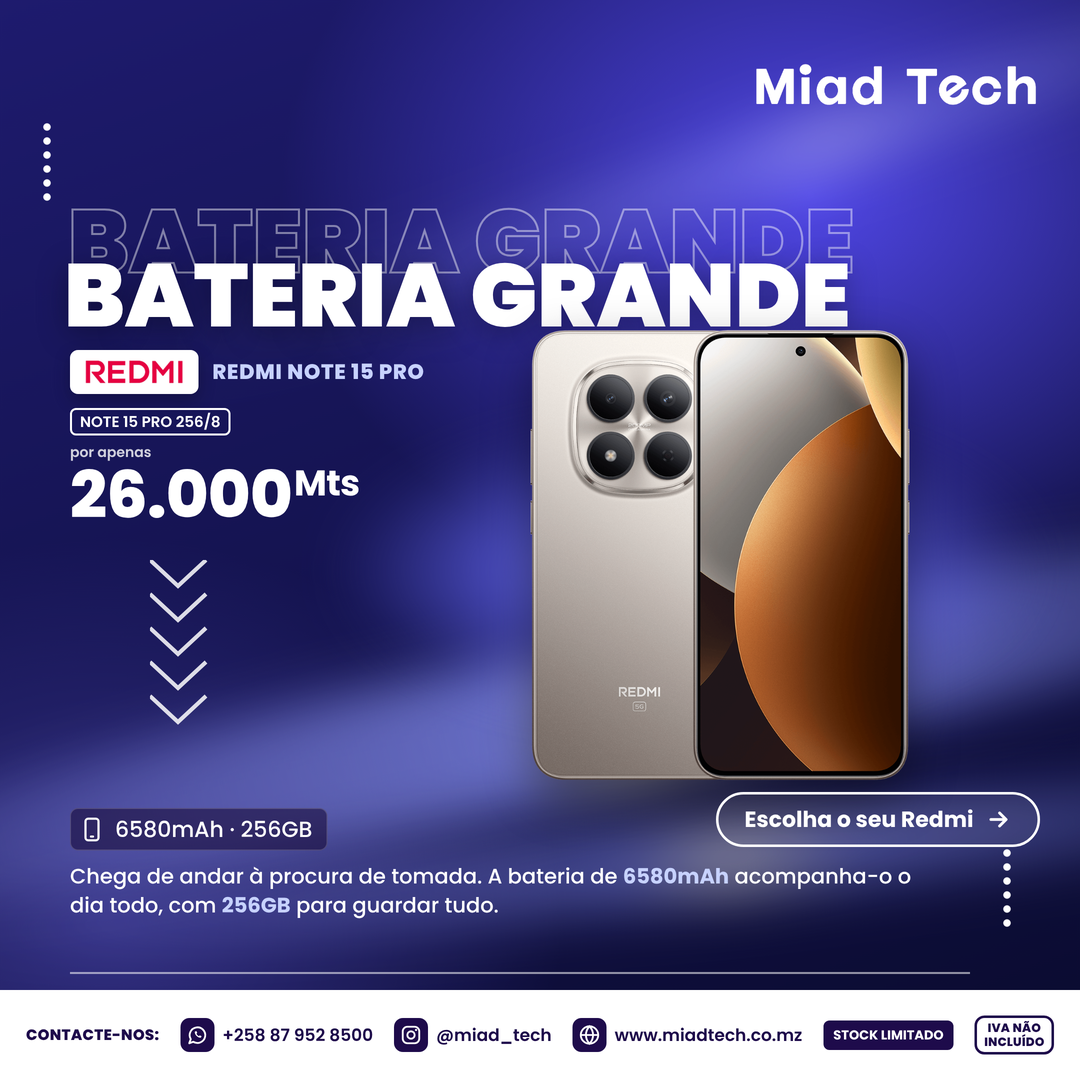 Miad Tech
BATERIA GRANDE
BATERIA GRANDE
REDMI REDMI NOTE 15 PRO
NOTE 15 PRO 256/8
por apenas
26.000Mts
REDMI
5G
Escolha o seu Redmi →
6580mAh · 256GB
Chega de andar à procura de tomada. A bateria de 6580mAh acompanha-o o
dia todo, com 256GB para guardar tudo.
CONTACTE-NOS: +258 87 952 8500 @miad_tech www.miadtech.co.mz STOCK LIMITADO IVA NÃO
INCLUÍDO